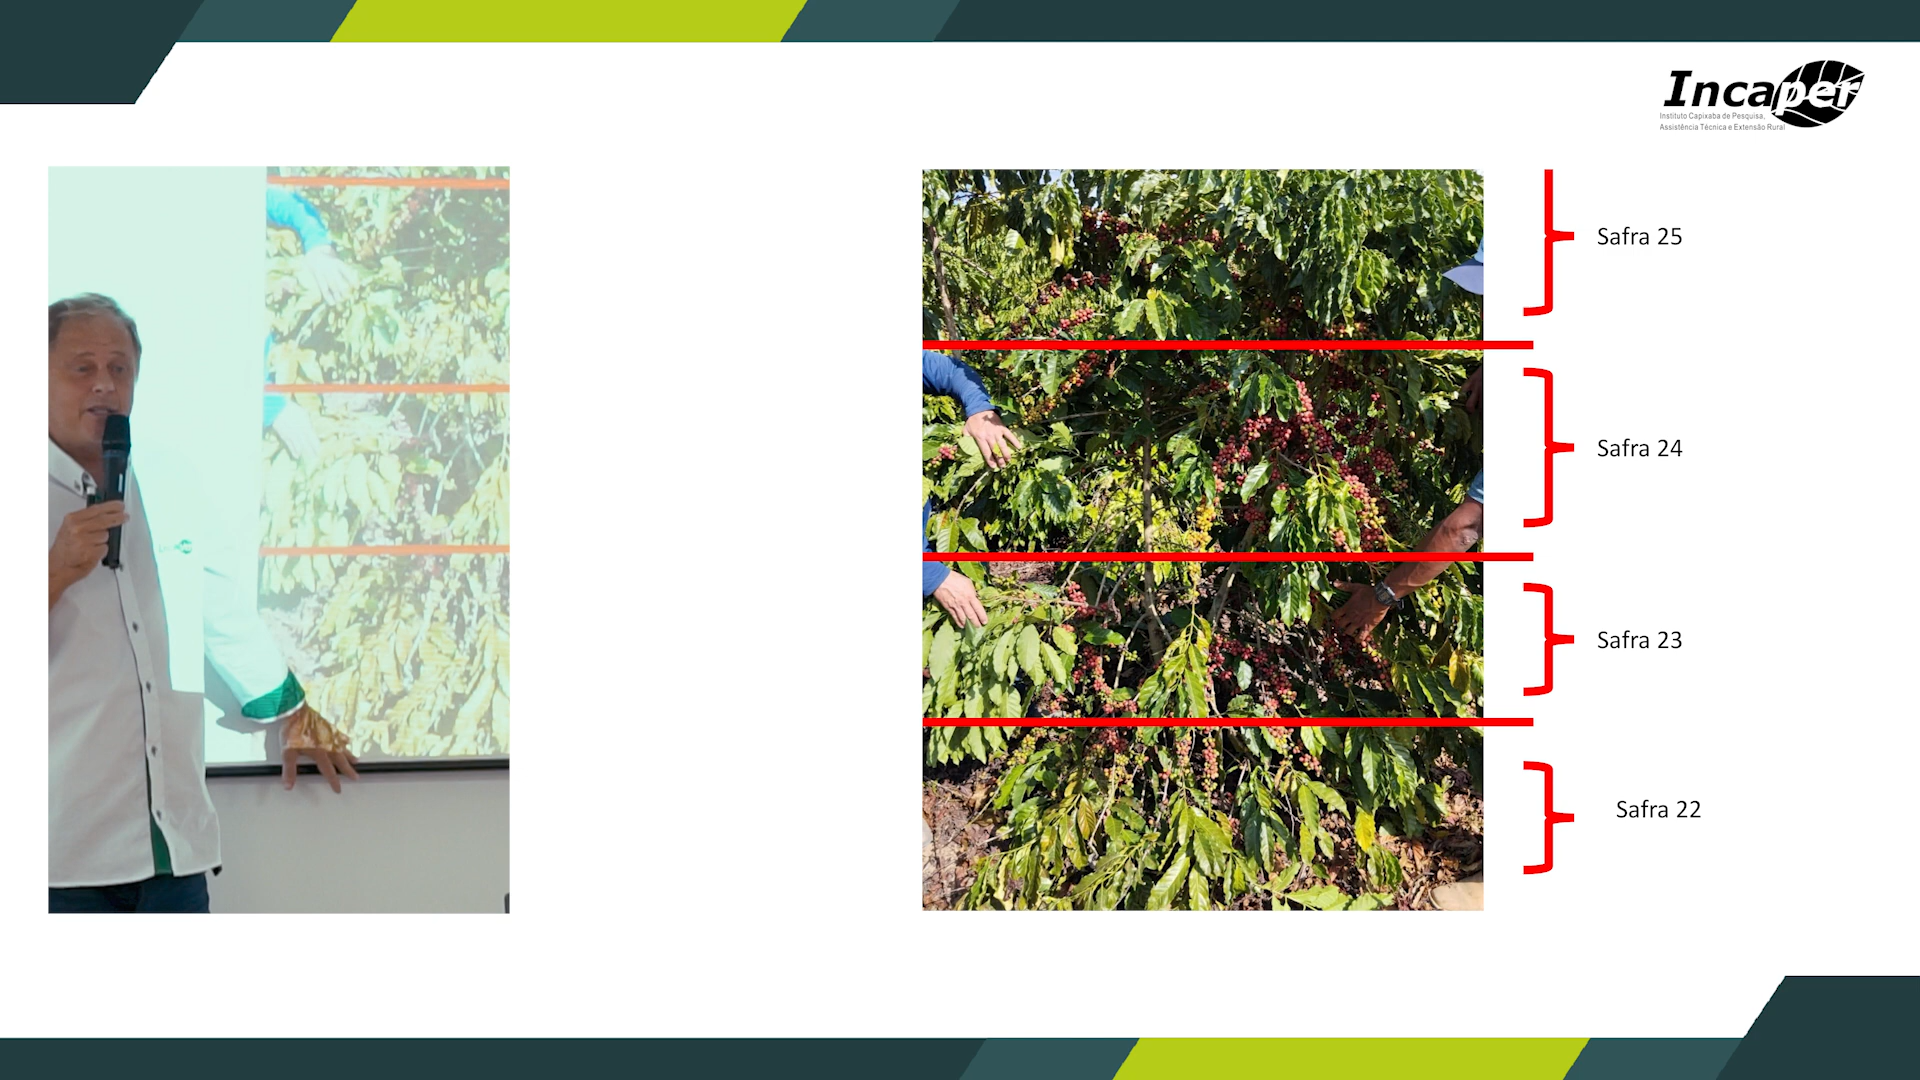 Incaper
Instituto Capixaba de Pesquisa,
Assistência Técnica e Extensão Rural
Safra 25
Safra 24
Safra 23
Safra 22